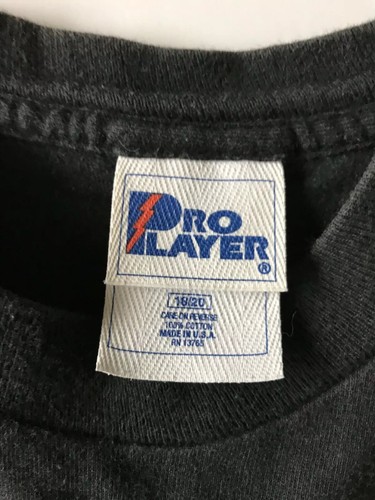 PRO
PLAYER®
18/20
CARE ON REVERSE
100% COTTON
MADE IN U.S.A.
RN 13765